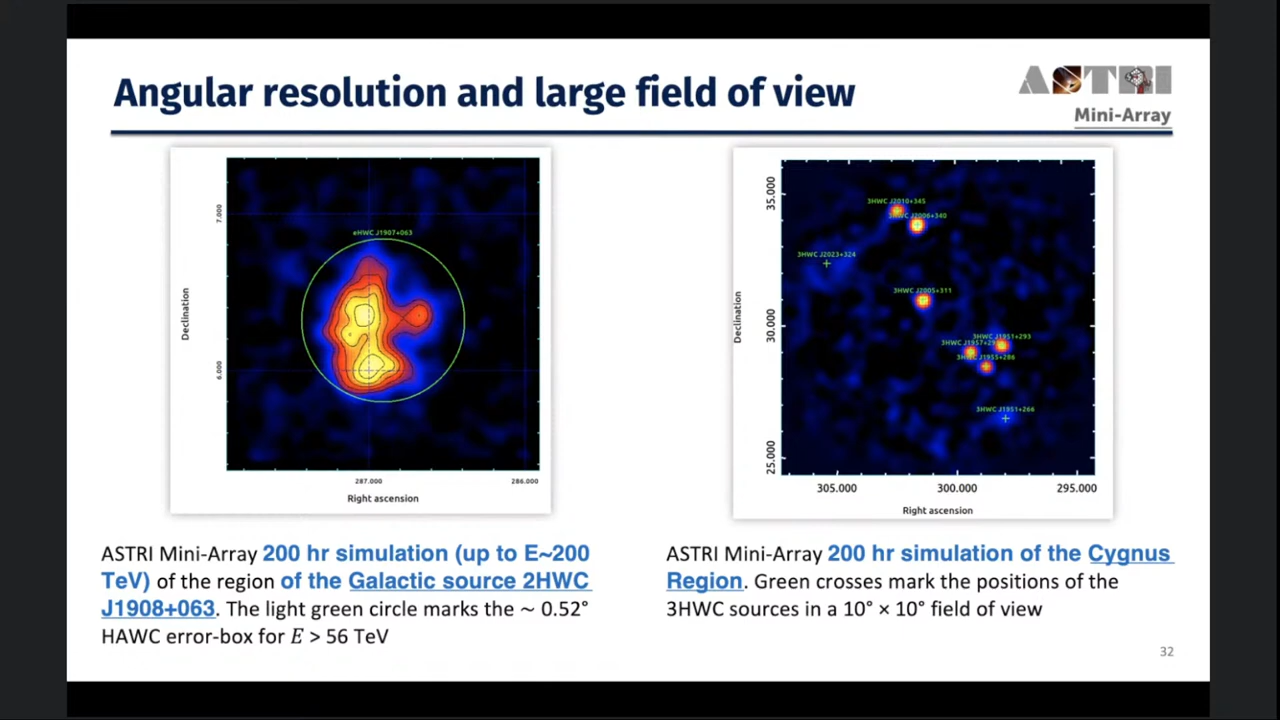 Angular resolution and large field of view
ASTRI
Mini-Array
eHWC J1907+063
7.000
6.000
Declination
287.000
286.000
Right ascension
3HWC J2010+345
3HWC J2006+340
3HWC J2023+324
3HWC J2005+311
3HWC J1951+293
3HWC J1957+29
3HWC J1955+286
3HWC J1951+266
35.000
30.000
25.000
Declination
305.000
300.000
295.000
Right ascension
ASTRI Mini-Array 200 hr simulation (up to E~200
TeV) of the region of the Galactic source 2HWC
J1908+063. The light green circle marks the ~ 0.52°
HAWC error-box for E > 56 TeV
ASTRI Mini-Array 200 hr simulation of the Cygnus
Region. Green crosses mark the positions of the
3HWC sources in a 10° × 10° field of view
32